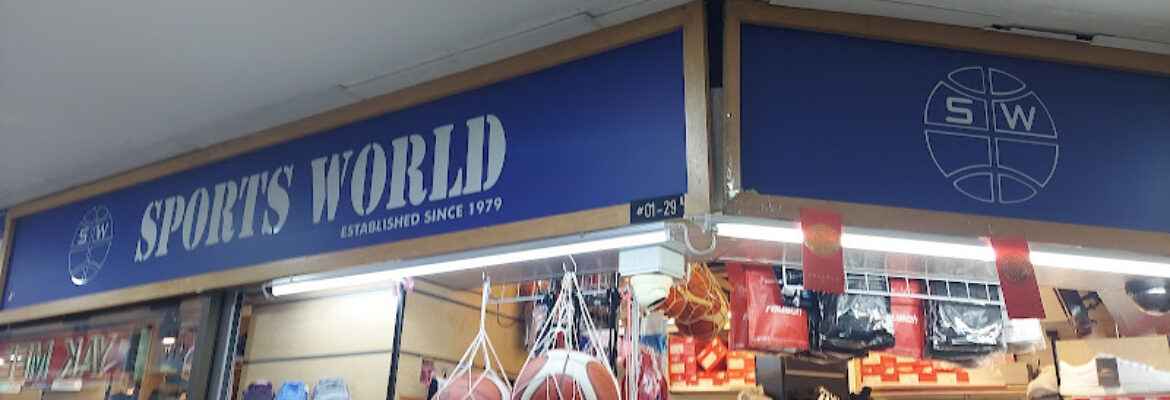 SPORTS WORLD
ESTABLISHED SINCE 1979
SW
#01-29
SW